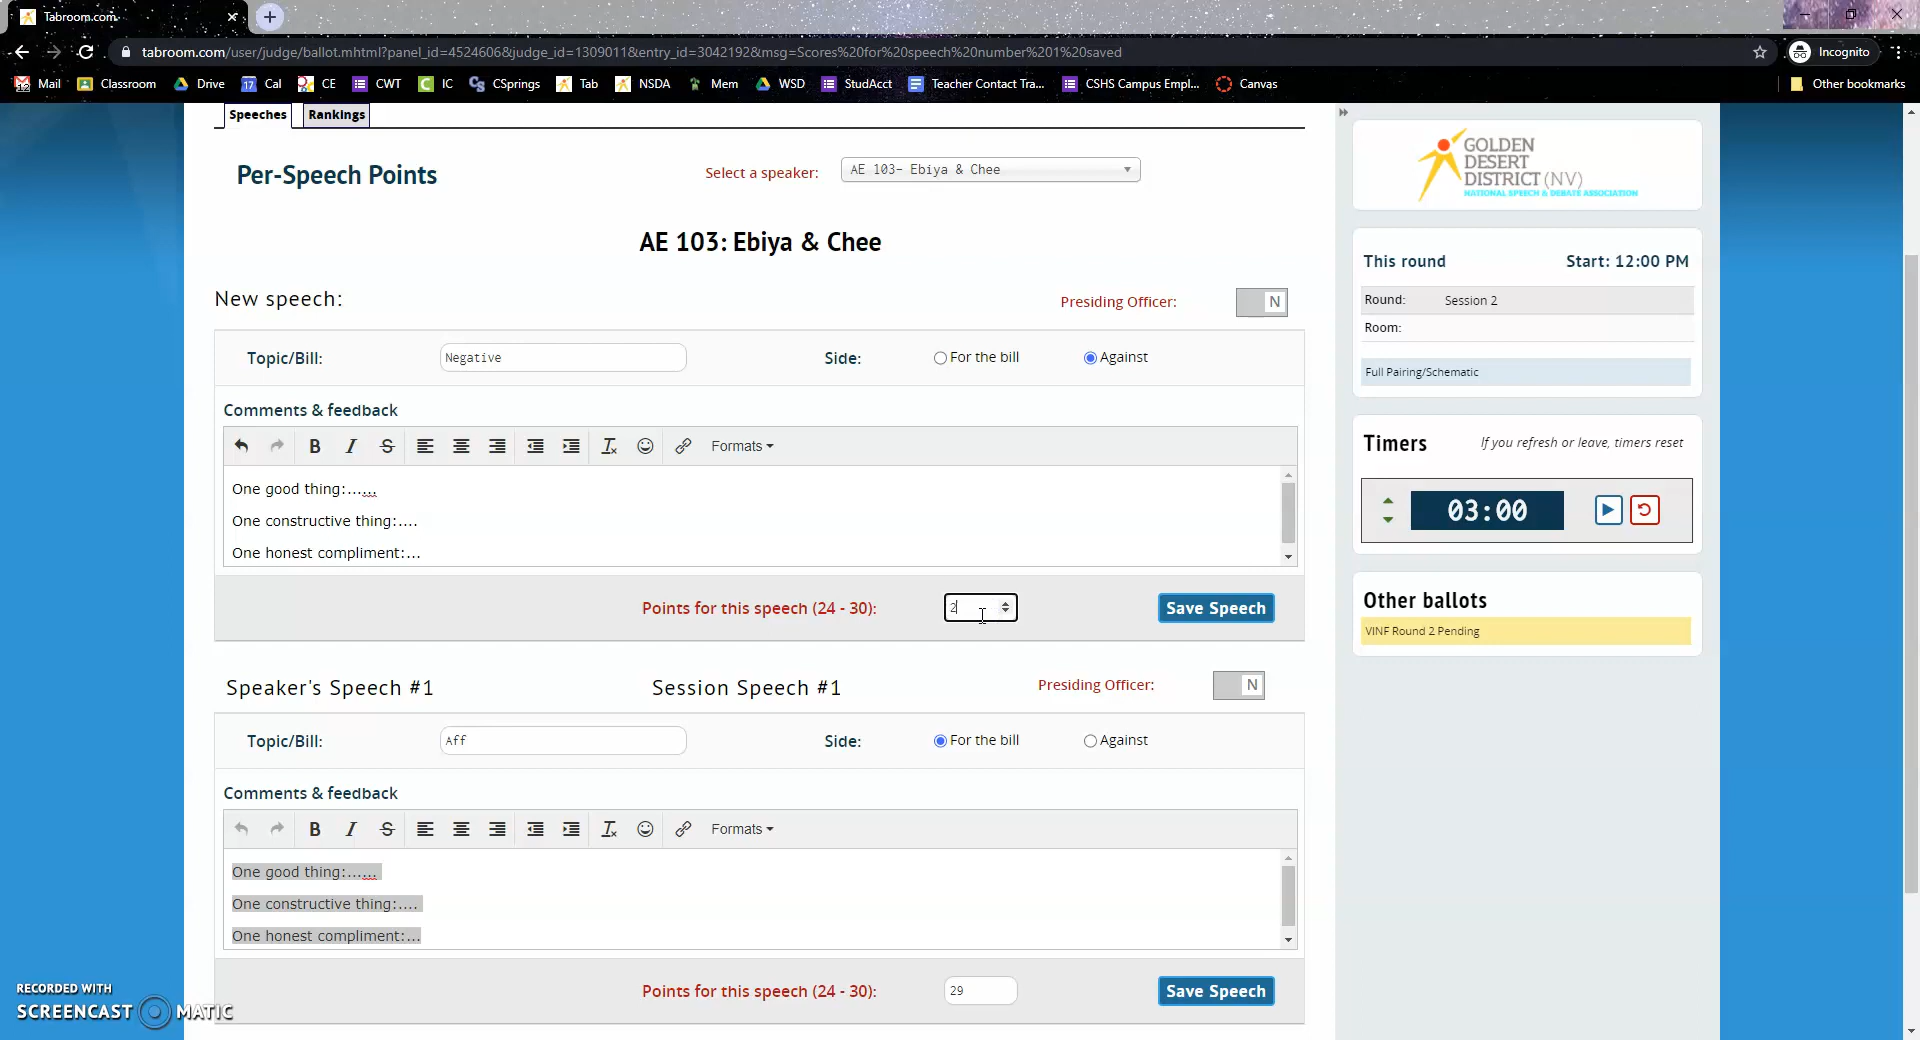 Tabroom.com
tabroom.com/user/judge/ballot.mhtml?panel_id=4524606&judge_id=1309011&entry_id=3042192&msg=Scores%20for%20speech%20number%201%20saved
Incognito
Mail Classroom Drive Cal CE CWT IC CSprings Tab NSDA Mem WSD StudAcct Teacher Contact Tra... CSHS Campus Empl... Canvas Other bookmarks
Speeches Rankings
Per-Speech Points
Select a speaker: AE 103- Ebiya & Chee
AE 103: Ebiya & Chee
New speech:
Presiding Officer: N
Topic/Bill: Negative Side: For the bill Against
Comments & feedback
B I S Formats
One good thing:......
One constructive thing:....
One honest compliment:...
Points for this speech (24 - 30): 2 Save Speech
Speaker's Speech #1 Session Speech #1 Presiding Officer: N
Topic/Bill: Aff Side: For the bill Against
Comments & feedback
B I S Formats
One good thing:......
One constructive thing:....
One honest compliment:...
Points for this speech (24 - 30): 29 Save Speech
GOLDEN
DESERT
DISTRICT (NV)
NATIONAL SPEECH & DEBATE ASSOCIATION
This round Start: 12:00 PM
Round: Session 2
Room:
Full Pairing/Schematic
Timers If you refresh or leave, timers reset
03:00
Other ballots
VINF Round 2 Pending
RECORDED WITH
SCREENCAST MATIC